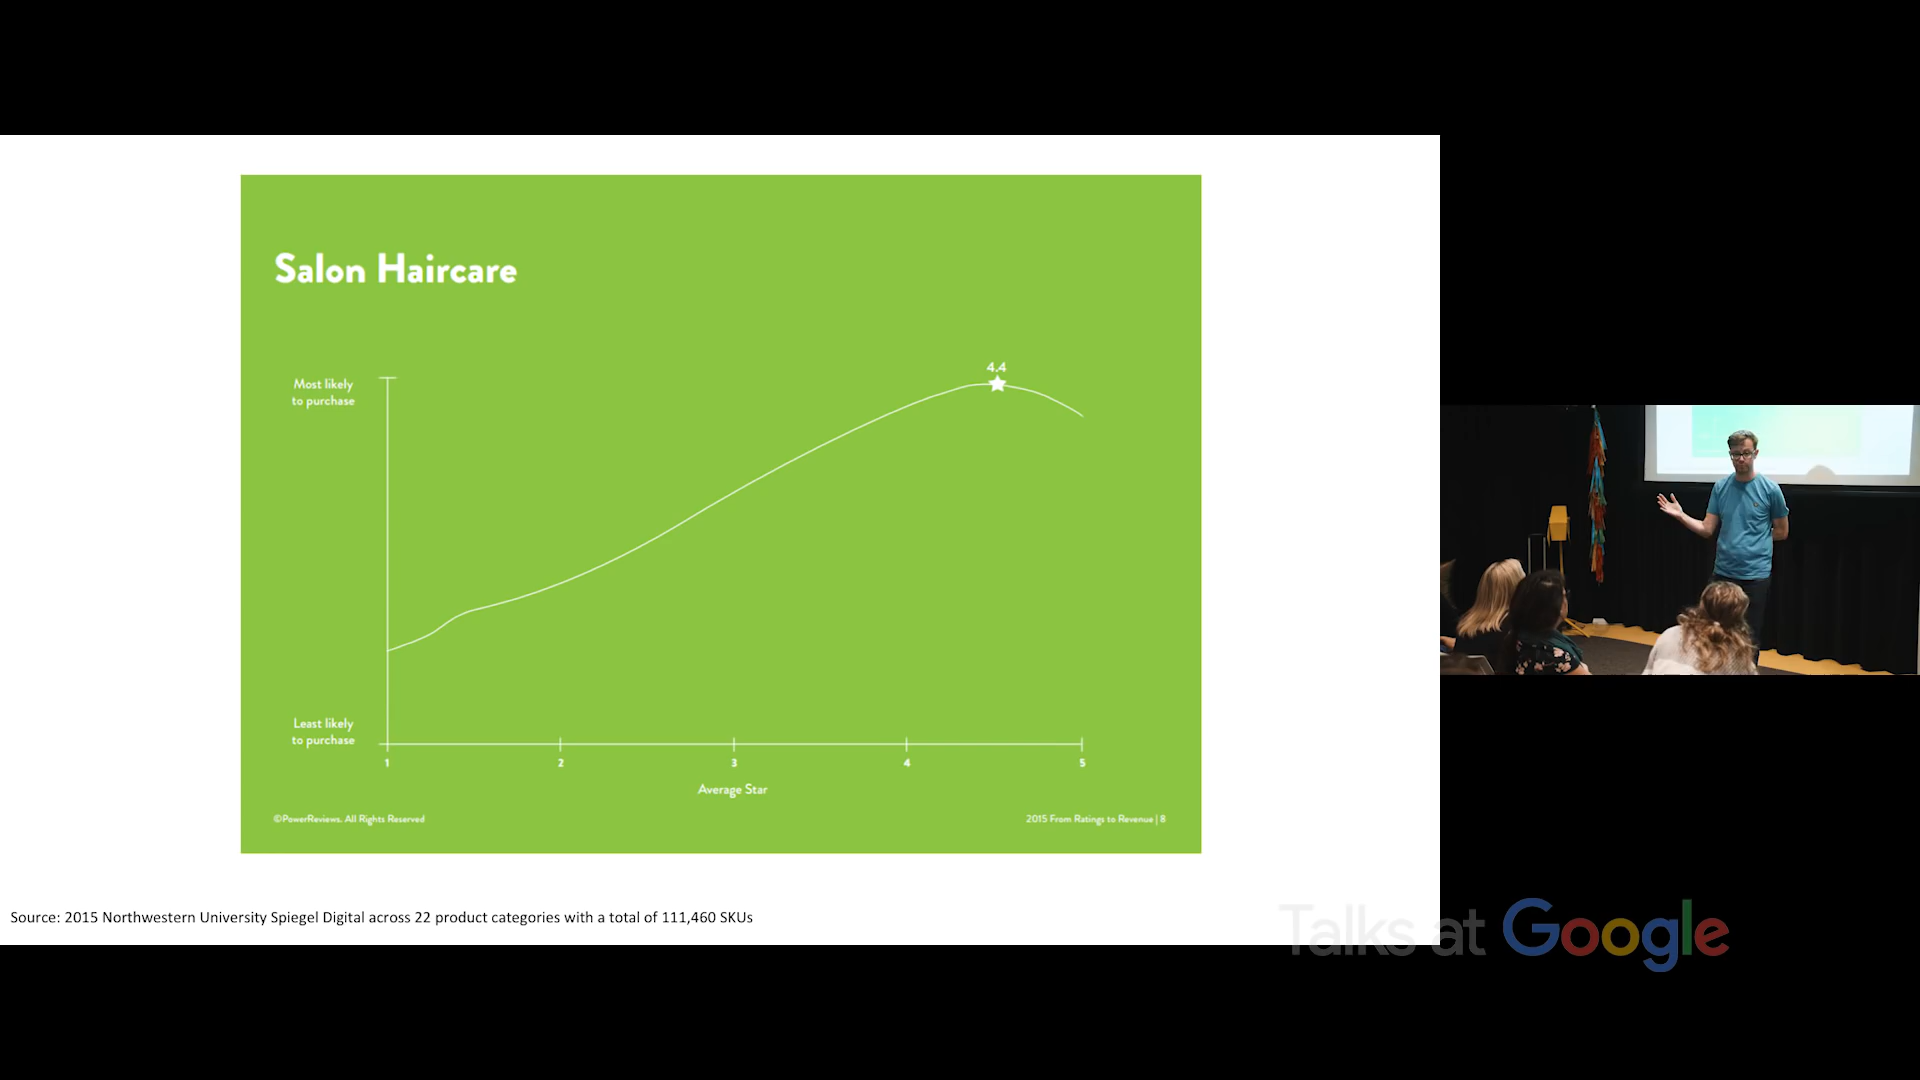 Salon Haircare
4.4
Most likely
to purchase
Least likely
to purchase
1 2 3 4 5
Average Star
©PowerReviews. All Rights Reserved
2015 From Ratings to Revenue | 8
Source: 2015 Northwestern University Spiegel Digital across 22 product categories with a total of 111,460 SKUs
Talks at Google